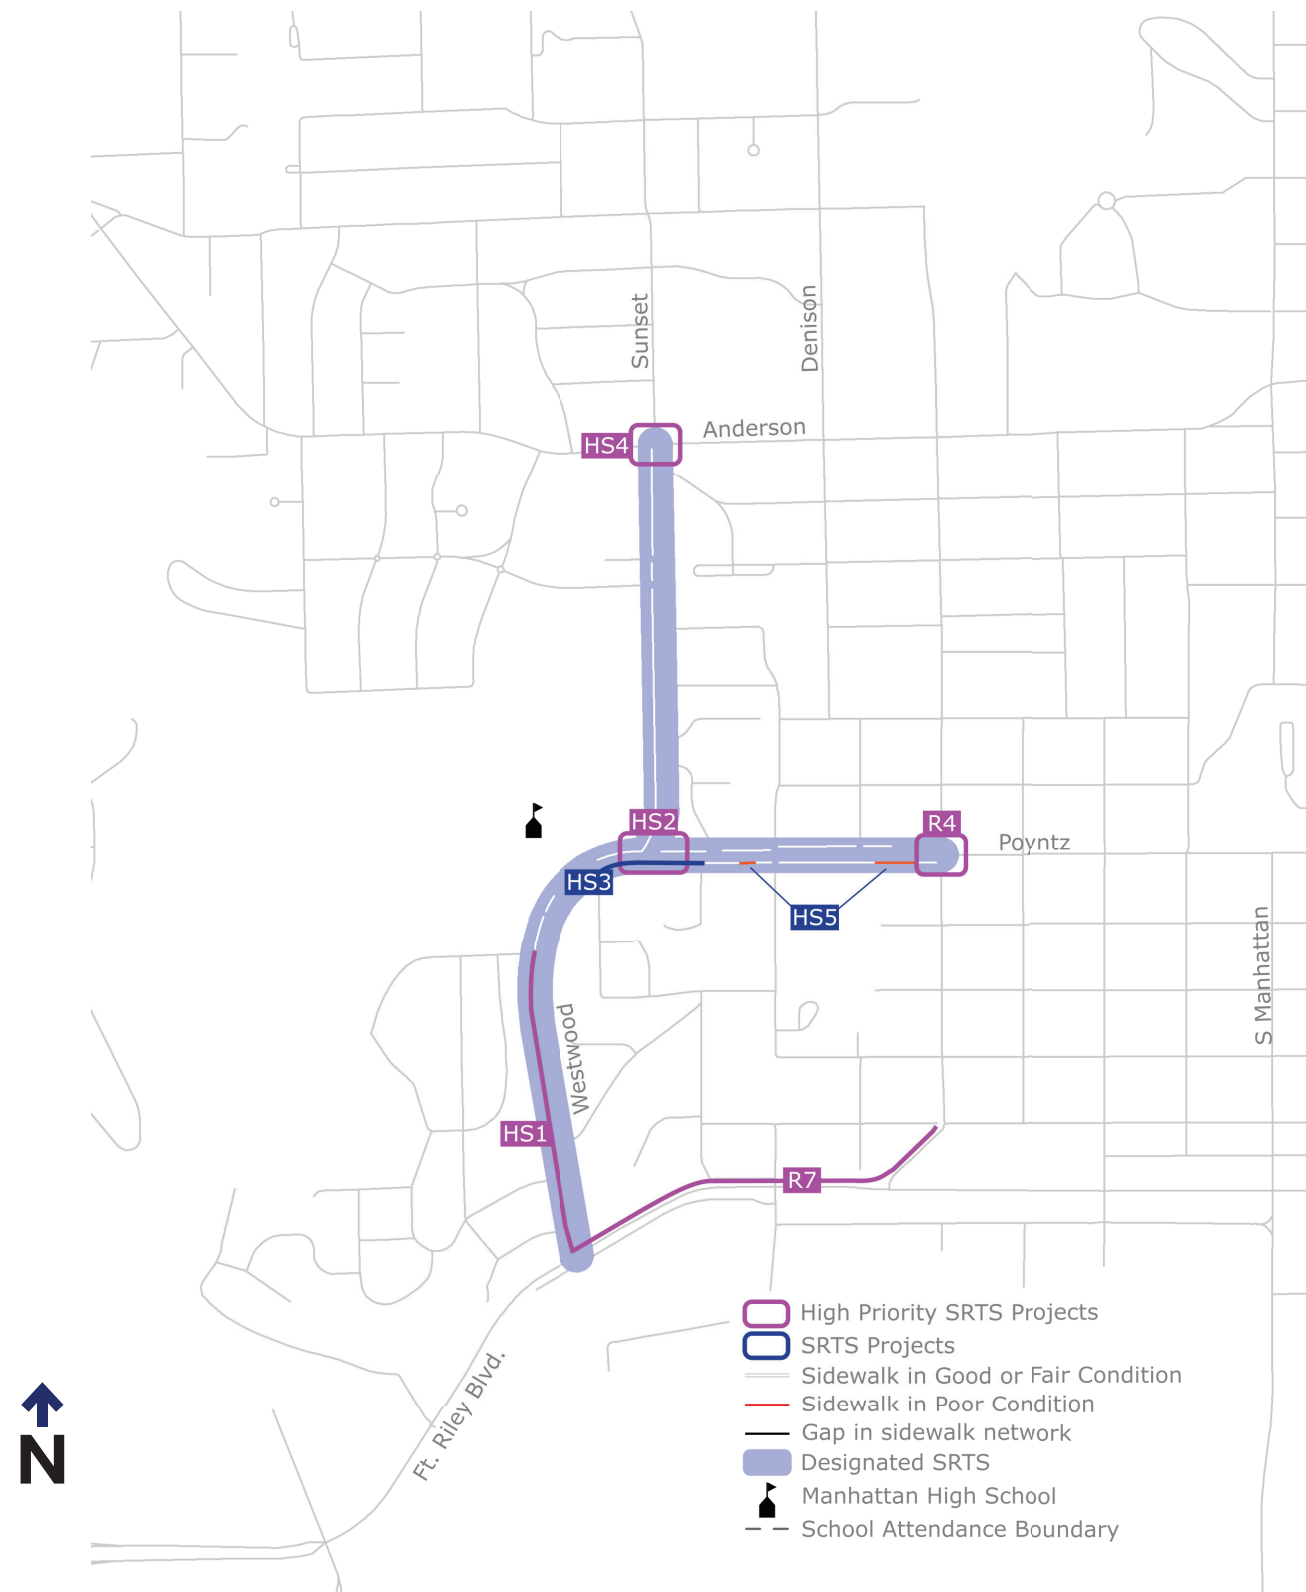 Sunset
Denison
Anderson
HS4
HS2
R4
Poyntz
HS3
HS5
S Manhattan
Westwood
HS1
R7
High Priority SRTS Projects
SRTS Projects
Sidewalk in Good or Fair Condition
Sidewalk in Poor Condition
Gap in sidewalk network
Designated SRTS
Manhattan High School
School Attendance Boundary
Ft. Riley Blvd.
N